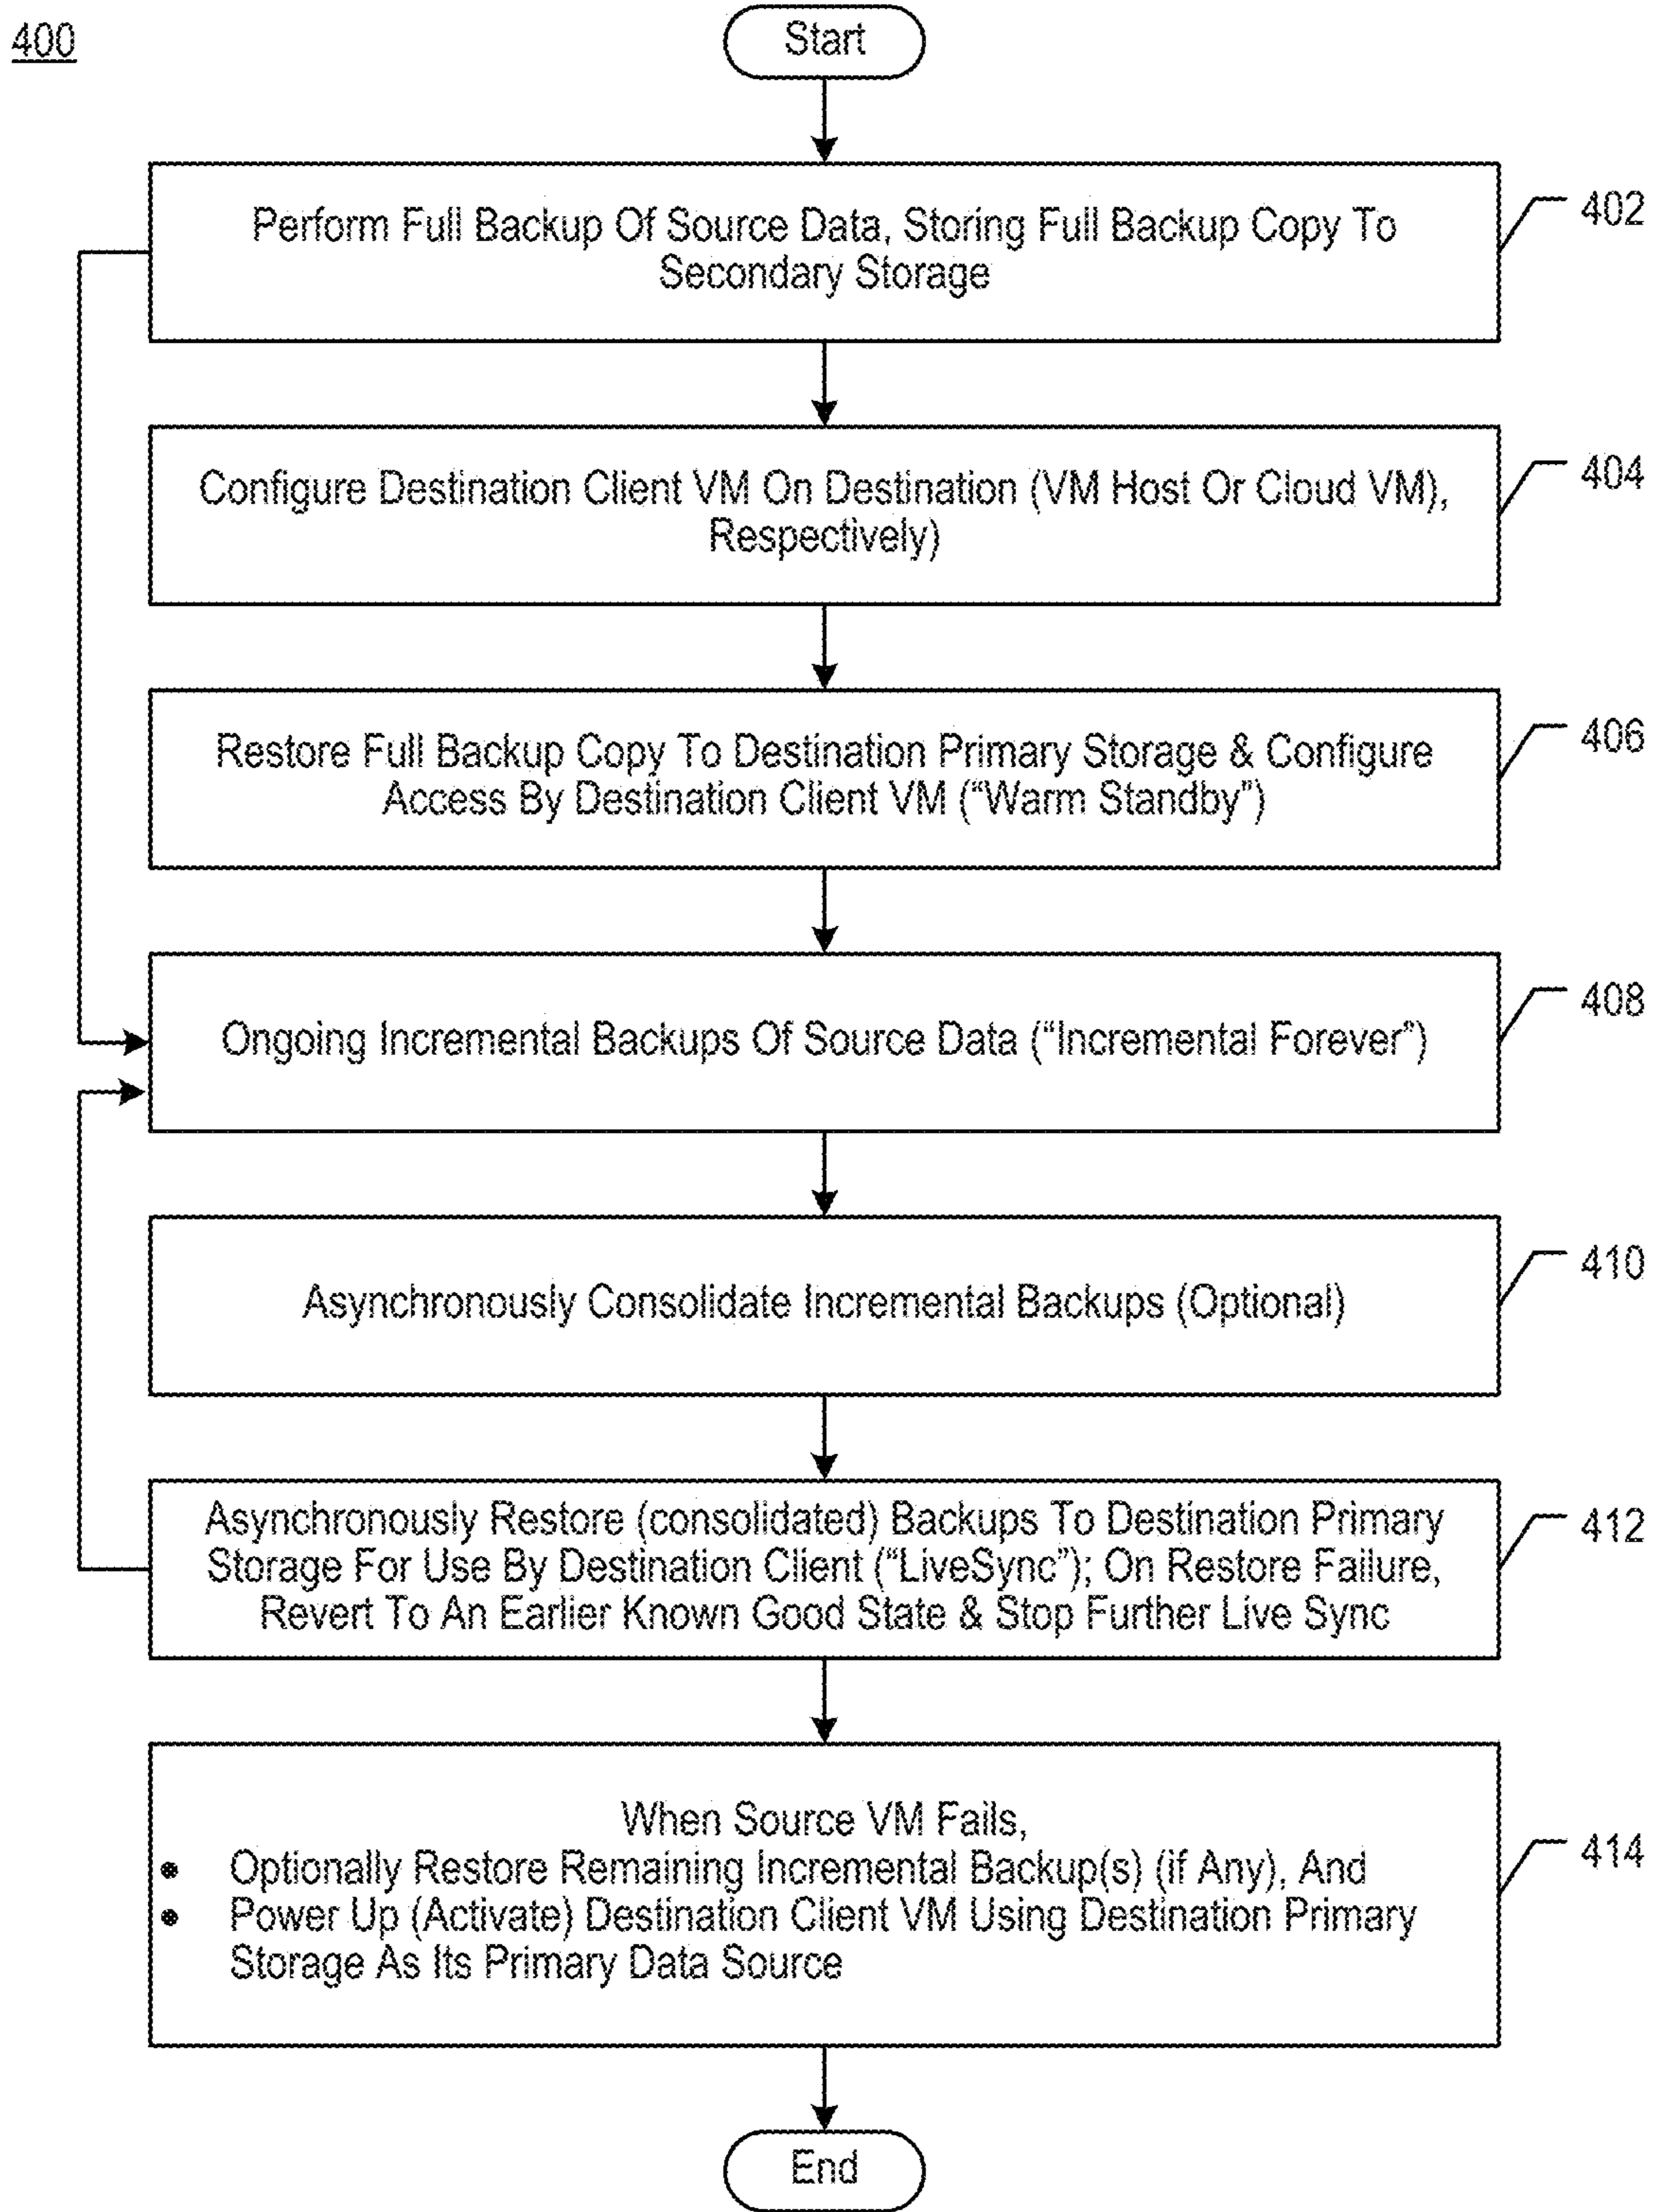 400
Start
Perform Full Backup Of Source Data, Storing Full Backup Copy To
Secondary Storage
402
Configure Destination Client VM On Destination (VM Host Or Cloud VM),
Respectively)
404
Restore Full Backup Copy To Destination Primary Storage & Configure
Access By Destination Client VM (“Warm Standby”)
406
Ongoing Incremental Backups Of Source Data (“Incremental Forever”)
408
Asynchronously Consolidate Incremental Backups (Optional)
410
Asynchronously Restore (consolidated) Backups To Destination Primary
Storage For Use By Destination Client (“LiveSync”); On Restore Failure,
Revert To An Earlier Known Good State & Stop Further Live Sync
412
When Source VM Fails,
• Optionally Restore Remaining Incremental Backup(s) (if Any), And
• Power Up (Activate) Destination Client VM Using Destination Primary
Storage As Its Primary Data Source
414
End